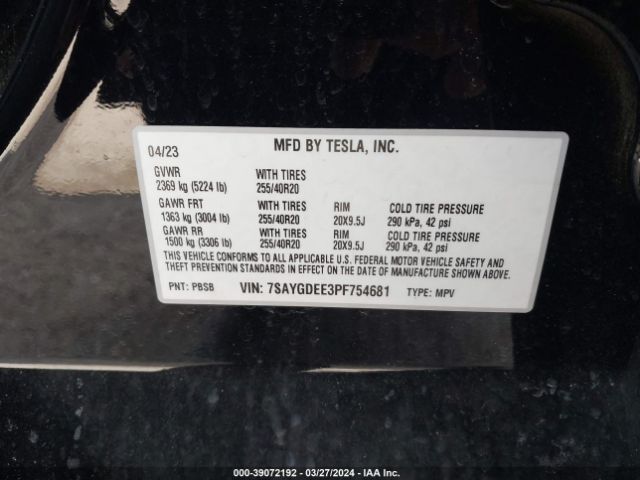 04/23 MFD BY TESLA, INC.
GVWR WITH TIRES
2369 kg (5224 lb) 255/40R20
GAWR FRT WITH TIRES RIM COLD TIRE PRESSURE
1363 kg (3004 lb) 255/40R20 20X9.5J 290 kPa, 42 psi
GAWR RR WITH TIRES RIM COLD TIRE PRESSURE
1500 kg (3306 lb) 255/40R20 20X9.5J 290 kPa, 42 psi
THIS VEHICLE CONFORMS TO ALL APPLICABLE U.S. FEDERAL MOTOR VEHICLE SAFETY AND
THEFT PREVENTION STANDARDS IN EFFECT ON THE DATE OF MANUFACTURE SHOWN ABOVE.
PNT: PBSB VIN: 7SAYGDEE3PF754681 TYPE: MPV
000-39072192 — 03/27/2024 — IAA Inc.